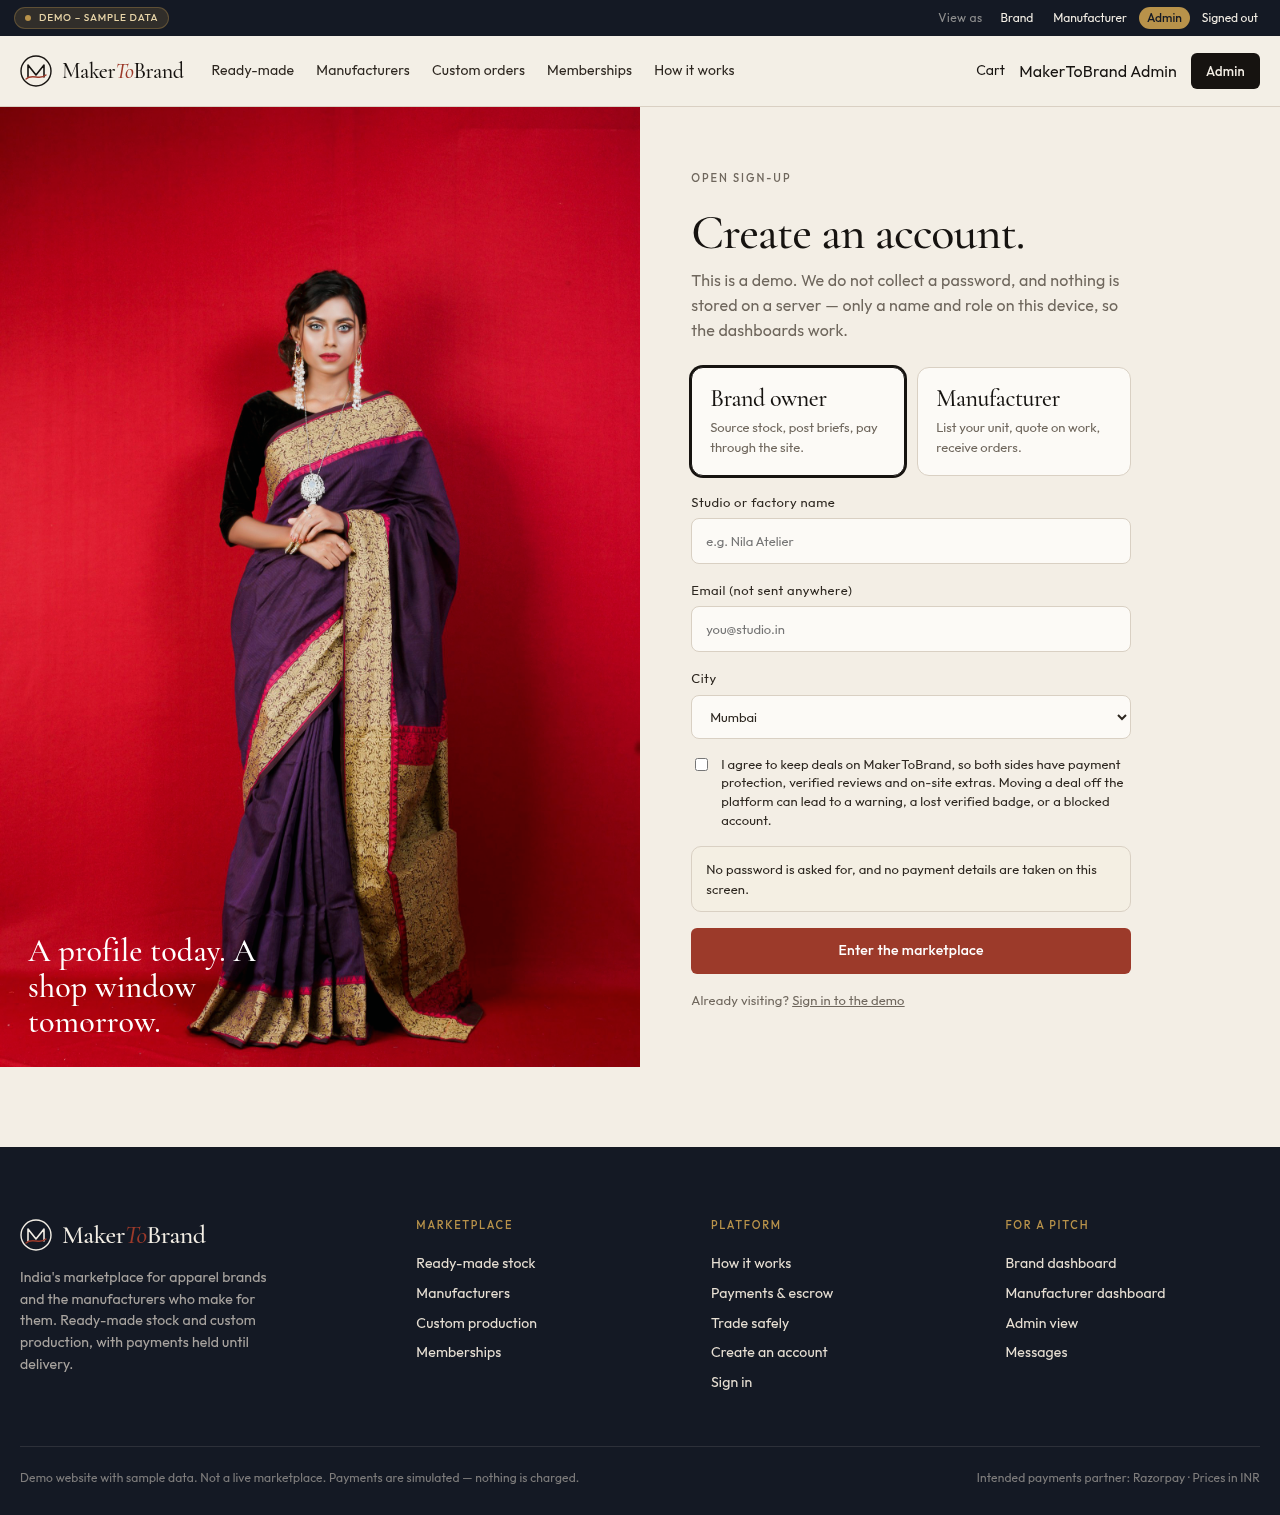 DEMO – SAMPLE DATA
View as Brand Manufacturer Admin Signed out
MakerToBrand Ready-made Manufacturers Custom orders Memberships How it works Cart MakerToBrand Admin Admin
OPEN SIGN-UP
Create an account.
This is a demo. We do not collect a password, and nothing is
stored on a server — only a name and role on this device, so
the dashboards work.
Brand owner
Source stock, post briefs, pay
through the site.
Manufacturer
List your unit, quote on work,
receive orders.
Studio or factory name
e.g. Nila Atelier
Email (not sent anywhere)
you@studio.in
City
Mumbai
I agree to keep deals on MakerToBrand, so both sides have payment
protection, verified reviews and on-site extras. Moving a deal off the
platform can lead to a warning, a lost verified badge, or a blocked
account.
No password is asked for, and no payment details are taken on this
screen.
Enter the marketplace
Already visiting? Sign in to the demo
A profile today. A
shop window
tomorrow.
MakerToBrand
India's marketplace for apparel brands
and the manufacturers who make for
them. Ready-made stock and custom
production, with payments held until
delivery.
MARKETPLACE
Ready-made stock
Manufacturers
Custom production
Memberships
PLATFORM
How it works
Payments & escrow
Trade safely
Create an account
Sign in
FOR A PITCH
Brand dashboard
Manufacturer dashboard
Admin view
Messages
Demo website with sample data. Not a live marketplace. Payments are simulated — nothing is charged.
Intended payments partner: Razorpay · Prices in INR